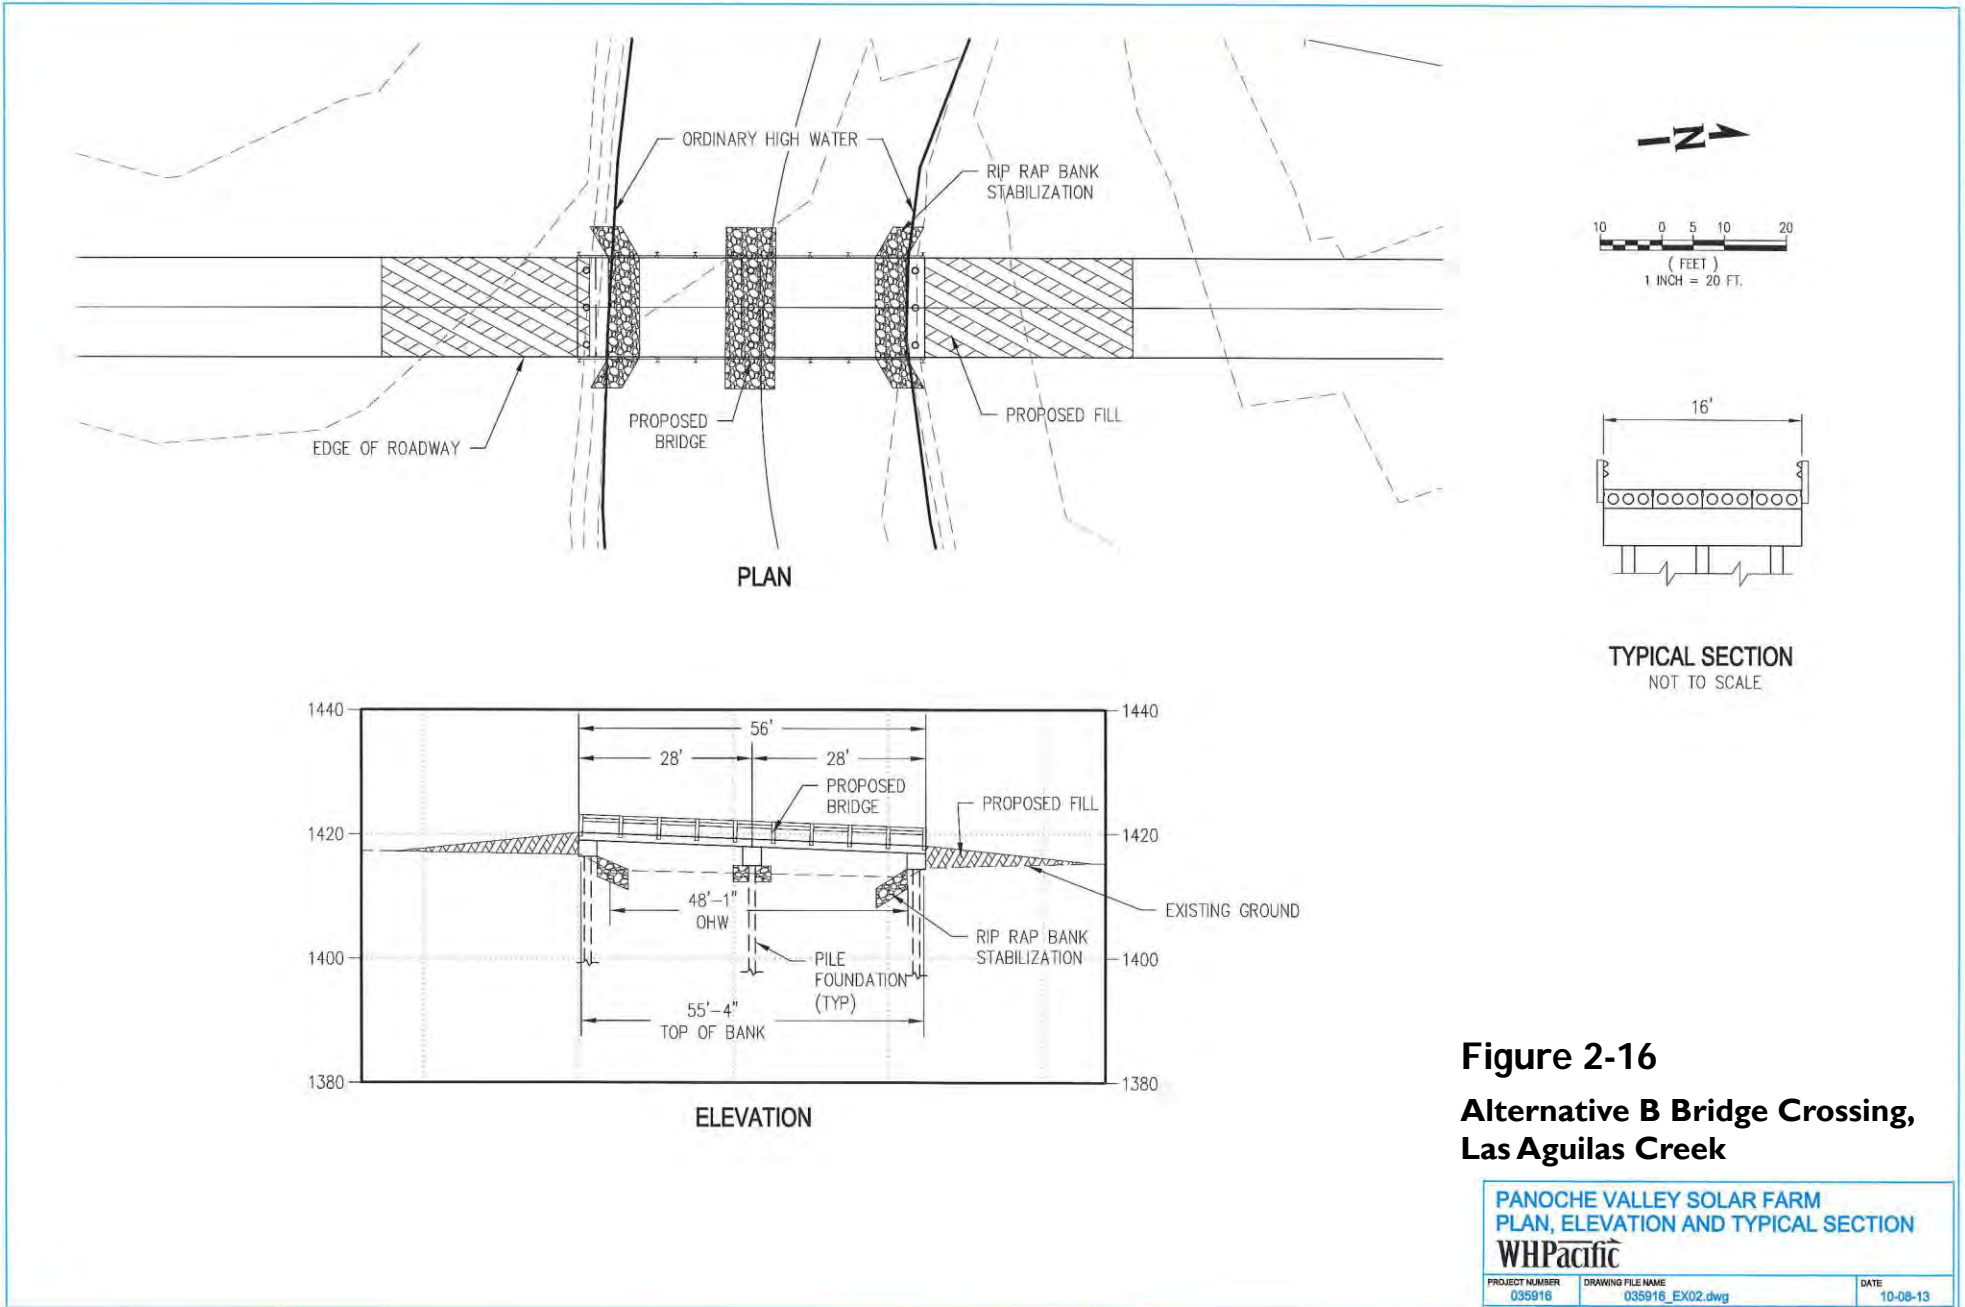 ORDINARY HIGH WATER
RIP RAP BANK
STABILIZATION
PROPOSED
BRIDGE
PROPOSED FILL
EDGE OF ROADWAY
PLAN
N
10 0 5 10 20
( FEET )
1 INCH = 20 FT.
16'
TYPICAL SECTION
NOT TO SCALE
1440
1440
56'
28'
28'
PROPOSED
BRIDGE
PROPOSED FILL
1420
1420
48'-1"
OHW
EXISTING GROUND
RIP RAP BANK
STABILIZATION
1400
1400
PILE
FOUNDATION
(TYP)
55'-4"
TOP OF BANK
1380
1380
ELEVATION
Figure 2-16
Alternative B Bridge Crossing,
Las Aguilas Creek
PANOCHE VALLEY SOLAR FARM
PLAN, ELEVATION AND TYPICAL SECTION
WHPacific
PROJECT NUMBER DRAWING FILE NAME DATE
035916 035916_EX02.dwg 10-08-13